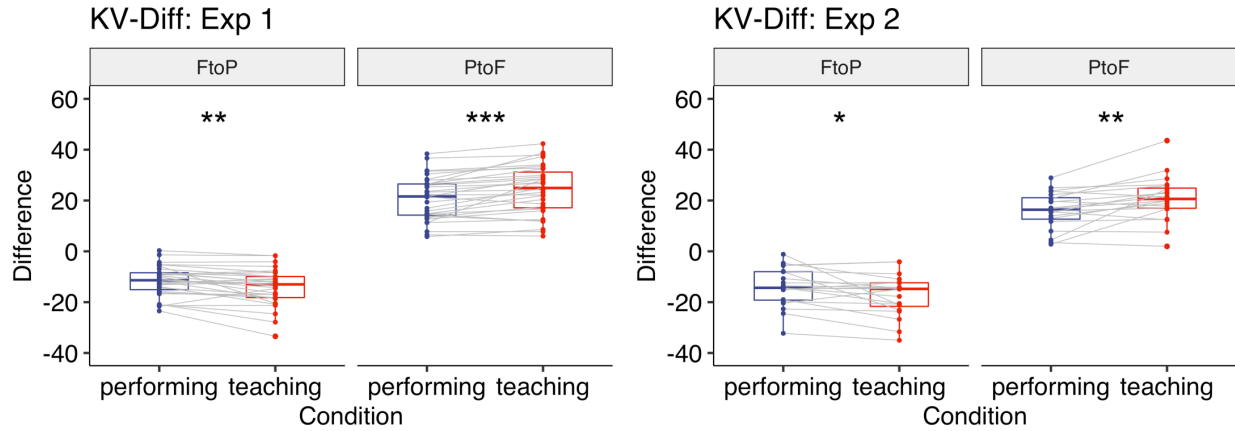 KV-Diff: Exp 1
FtoP
PtoF
60
40
20
0
-20
-40
Difference
**
***
performing
teaching
performing
teaching
Condition
KV-Diff: Exp 2
FtoP
PtoF
60
40
20
0
-20
-40
Difference
*
**
performing
teaching
performing
teaching
Condition